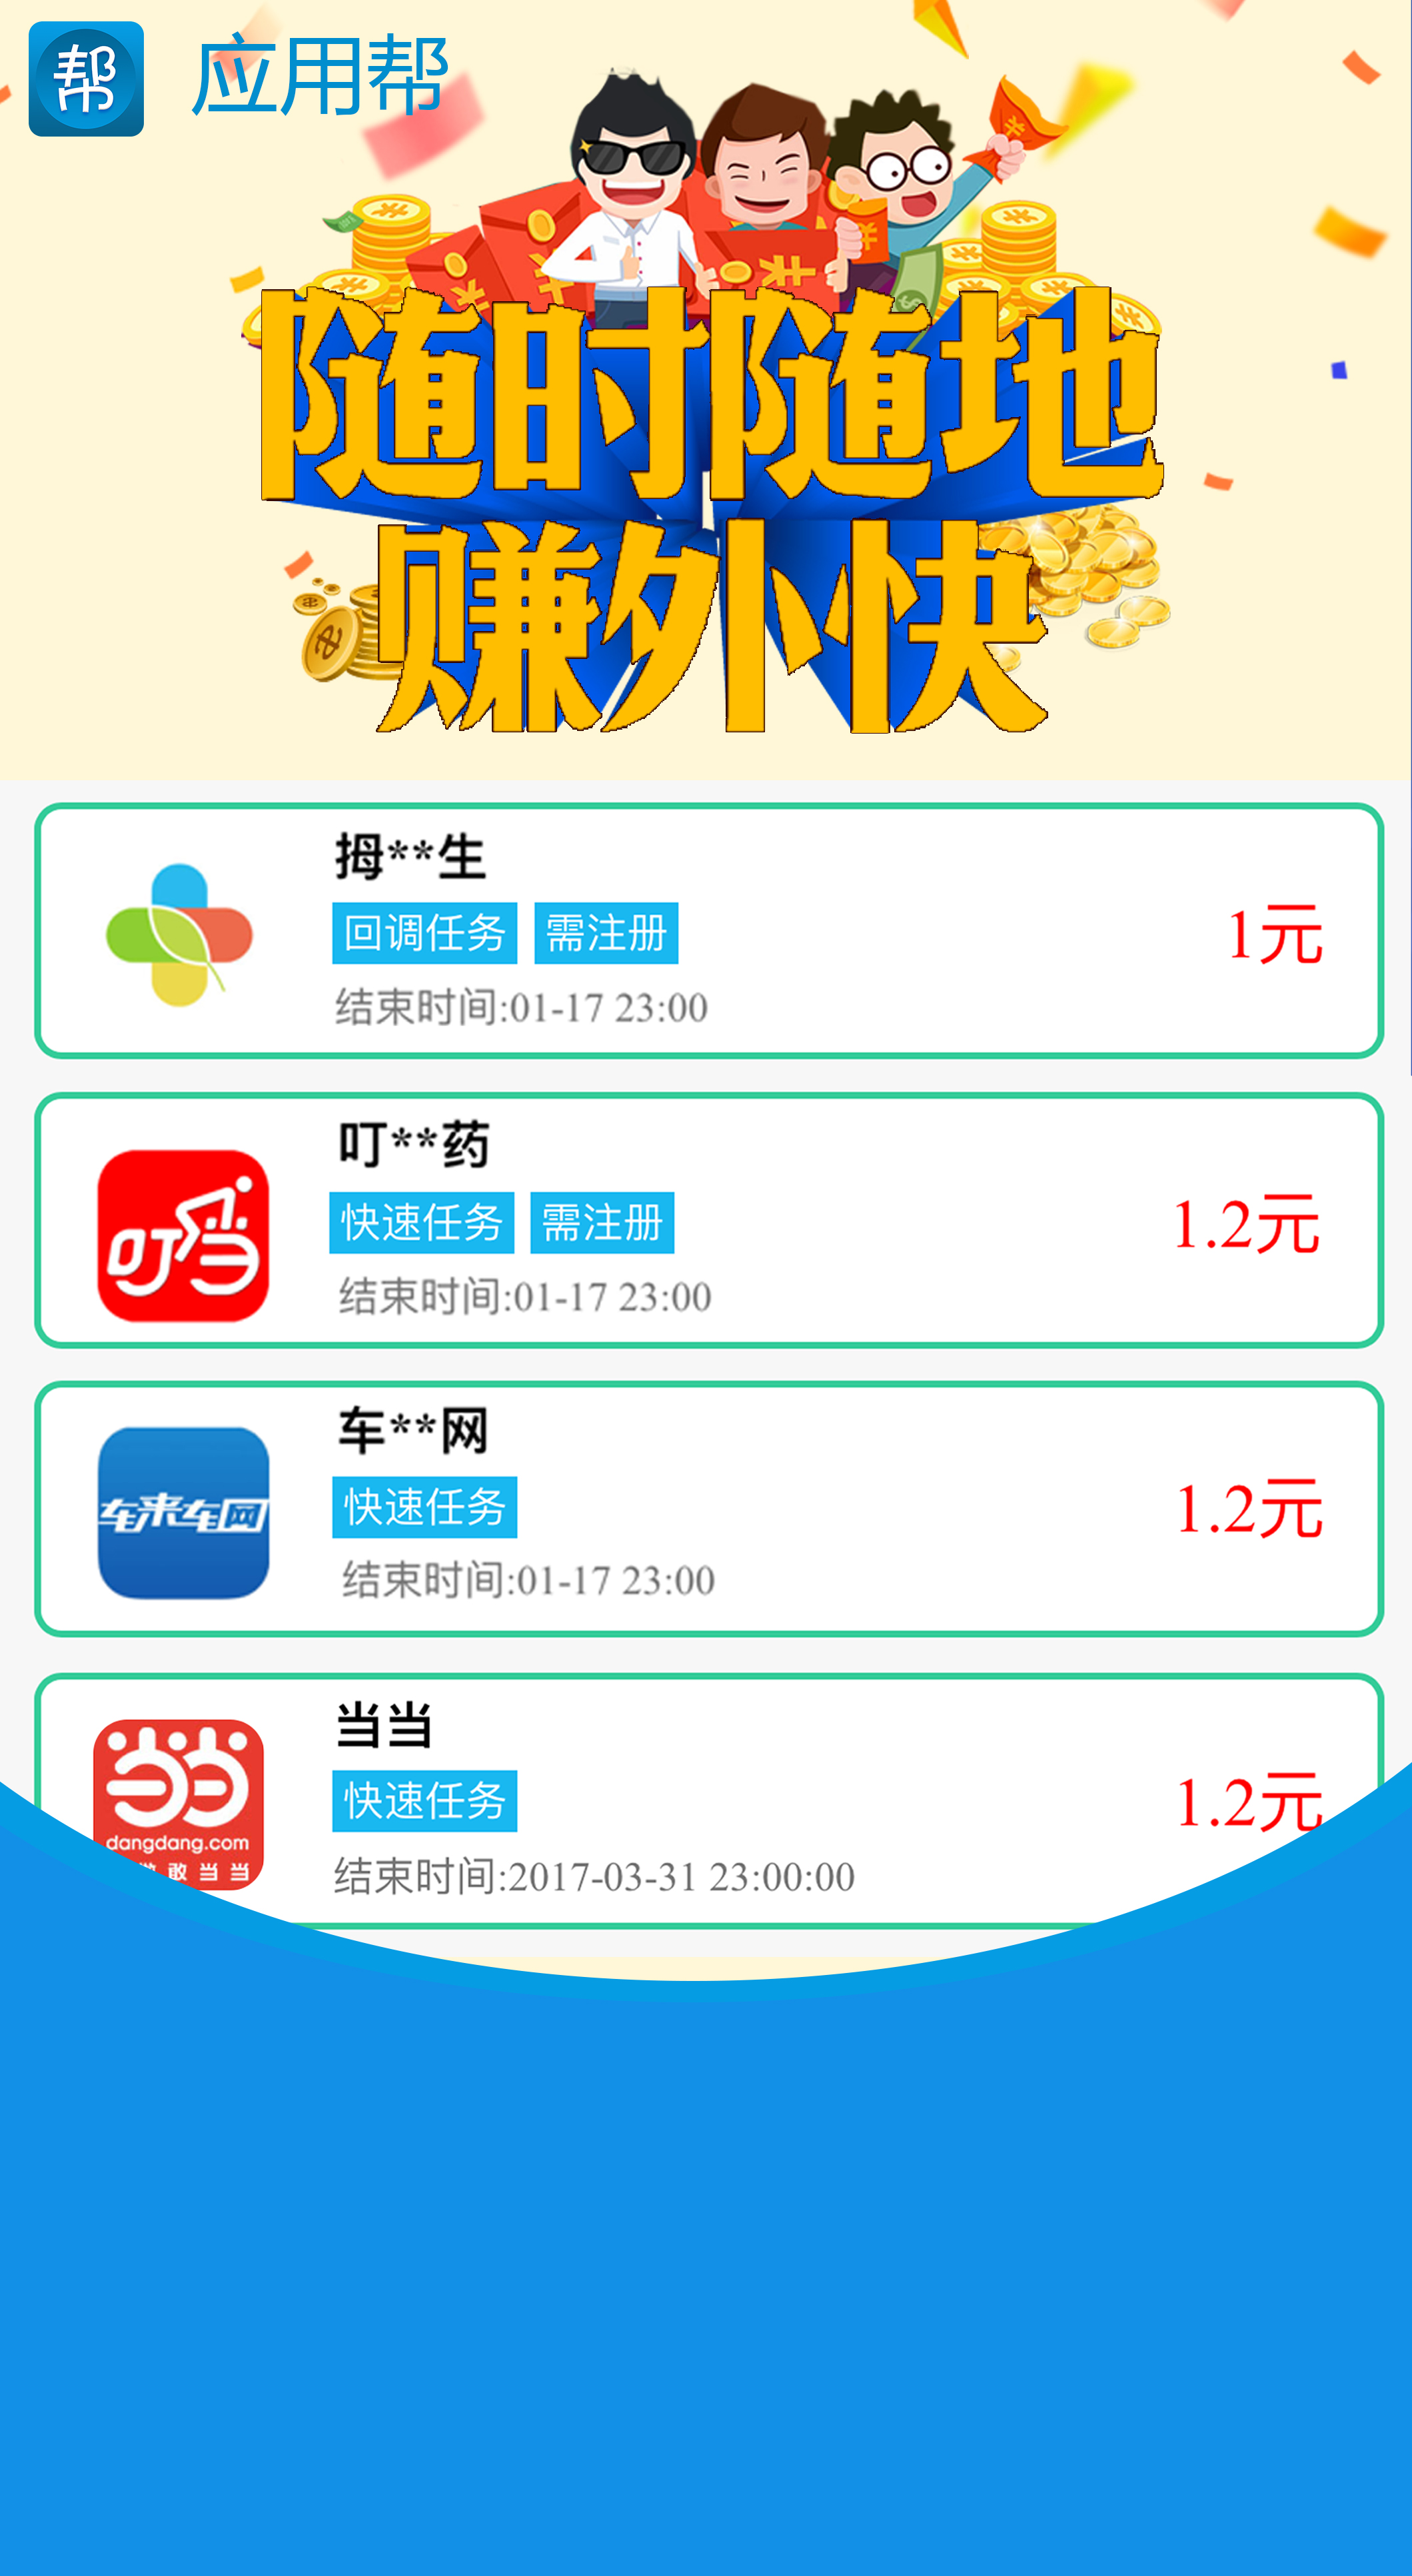 帮 应用帮
随时随地
赚外快
拇**生
回调任务 需注册
1元
结束时间:01-17 23:00
叮**药
叮当
快速任务 需注册
1.2元
结束时间:01-17 23:00
车**网
车来车网
快速任务
1.2元
结束时间:01-17 23:00
当当
当当
快速任务
1.2元
dangdang.com
敢当当
结束时间:2017-03-31 23:00:00